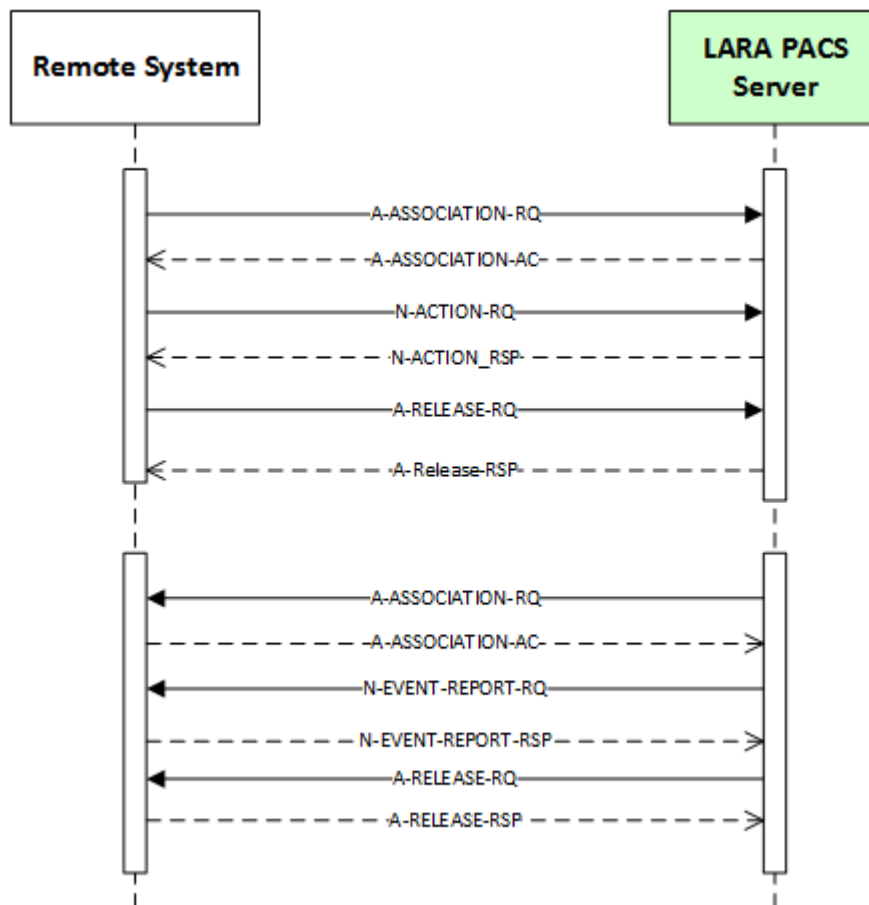 Remote System
LARA PACS
Server
A-ASSOCIATION-RQ
A-ASSOCIATION-AC
N-ACTION-RQ
N-ACTION_RSP
A-RELEASE-RQ
A-Release-RSP
A-ASSOCIATION-RQ
A-ASSOCIATION-AC
N-EVENT-REPORT-RQ
N-EVENT-REPORT-RSP
A-RELEASE-RQ
A-RELEASE-RSP